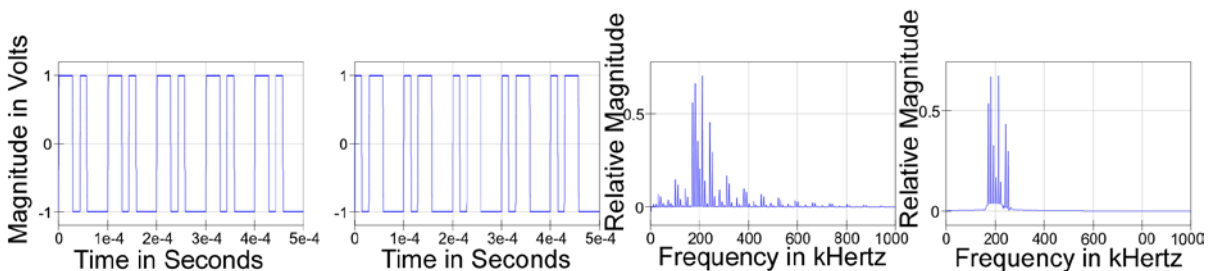 Magnitude in Volts
1
0
-1
0 1e-4 2e-4 3e-4 4e-4 5e-4
Time in Seconds
1
0
-1
0 1e-4 2e-4 3e-4 4e-4 5e-4
Time in Seconds
Relative Magnitude
0.5
0
0 200 400 600 800 1000
Frequency in kHertz
Relative Magnitude
0.5
0
0 200 400 600 800 1000
Frequency in kHertz